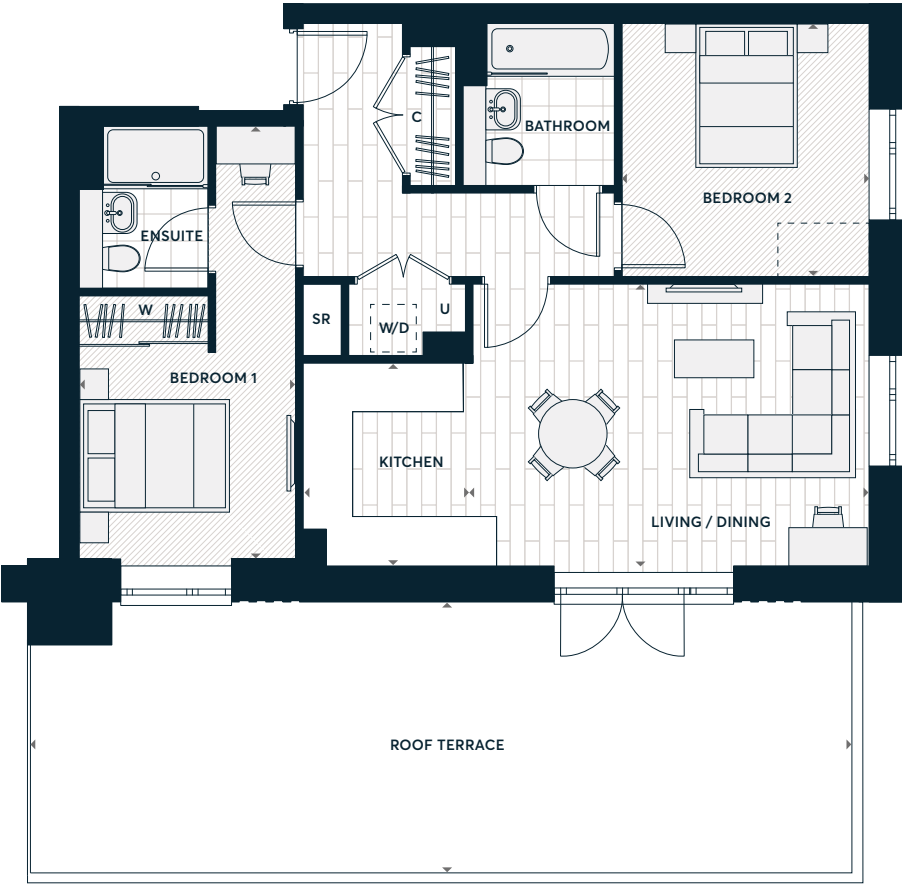 C
BATHROOM
BEDROOM 2
ENSUITE
W
SR
W/D
U
BEDROOM 1
KITCHEN
LIVING / DINING
ROOF TERRACE